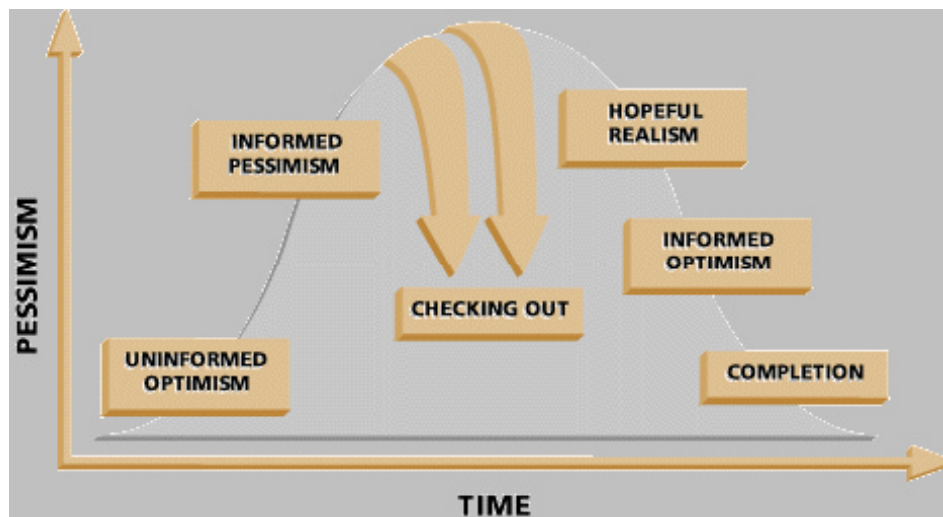 PESSIMISM
INFORMED
PESSIMISM
HOPEFUL
REALISM
INFORMED
OPTIMISM
CHECKING OUT
UNINFORMED
OPTIMISM
COMPLETION
TIME